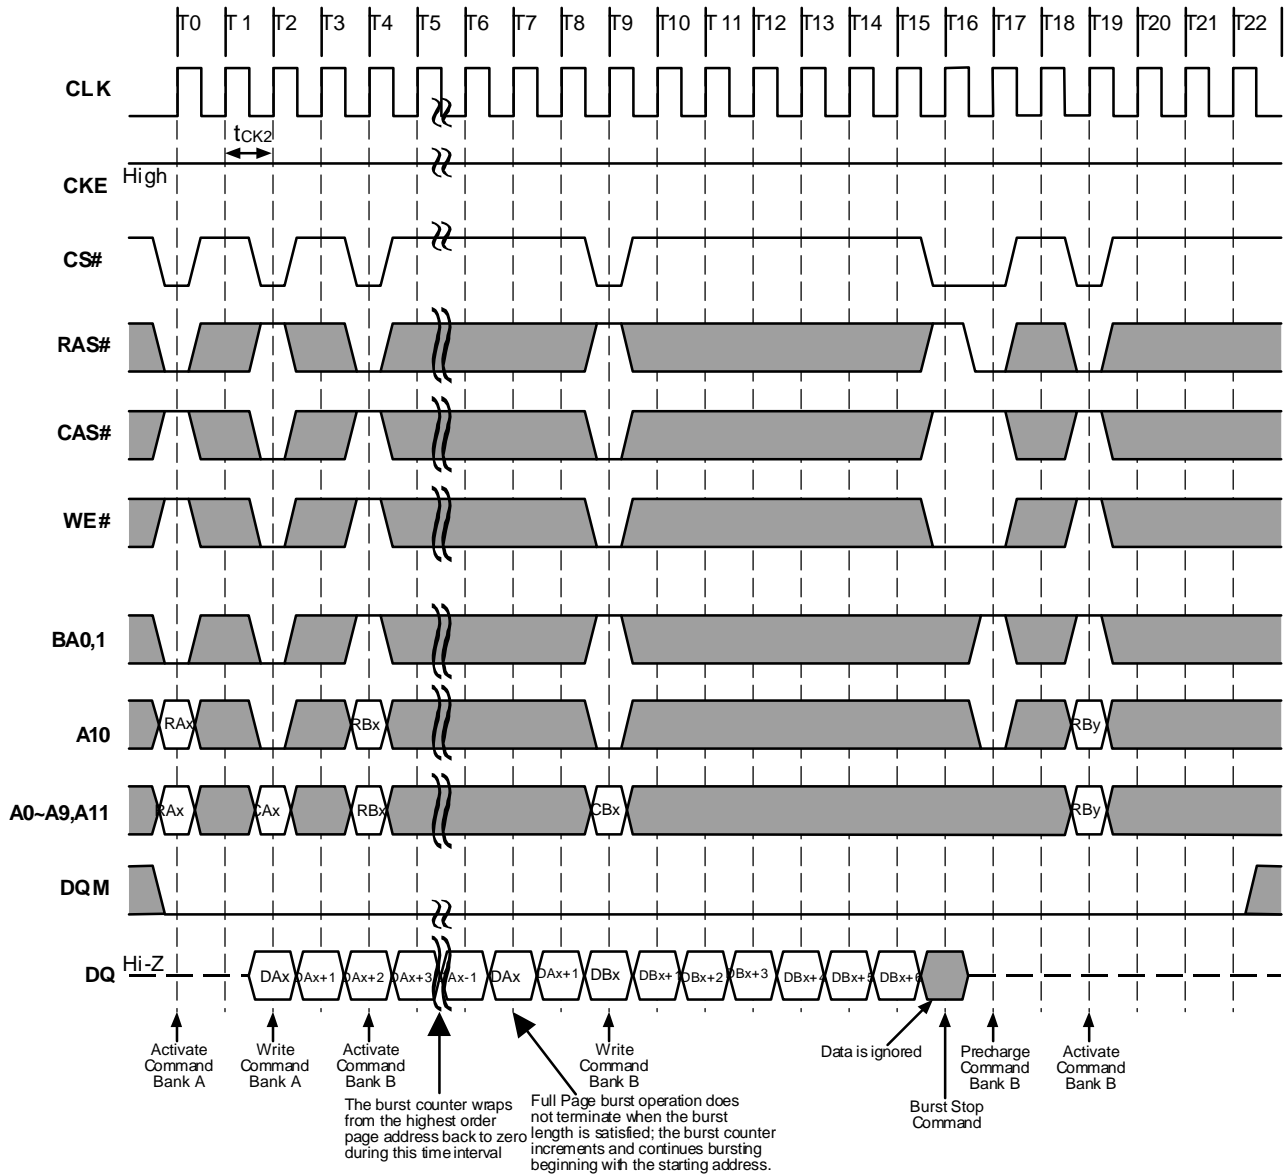 T0 T1 T2 T3 T4 T5 T6 T7 T8 T9 T10 T11 T12 T13 T14 T15 T16 T17 T18 T19 T20 T21 T22
CLK
tCK2
CKE High
CS#
RAS#
CAS#
WE#
BA0,1
A10 RAx RBx RBy
A0~A9,A11 RAx CAx RBx CBx RBy
DQM
DQ Hi-Z DAx DAx+1 DAx+2 DAx+3 DAx-1 DAx DAx+1 DBx DBx+1 DBx+2 DBx+3 DBx+4 DBx+5 DBx+6
Activate
Command
Bank A
Write
Command
Bank A
Activate
Command
Bank B
The burst counter wraps
from the highest order
page address back to zero
during this time interval
Full Page burst operation does
not terminate when the burst
length is satisfied; the burst counter
increments and continues bursting
beginning with the starting address.
Write
Command
Bank B
Data is ignored
Burst Stop
Command
Precharge
Command
Bank B
Activate
Command
Bank B